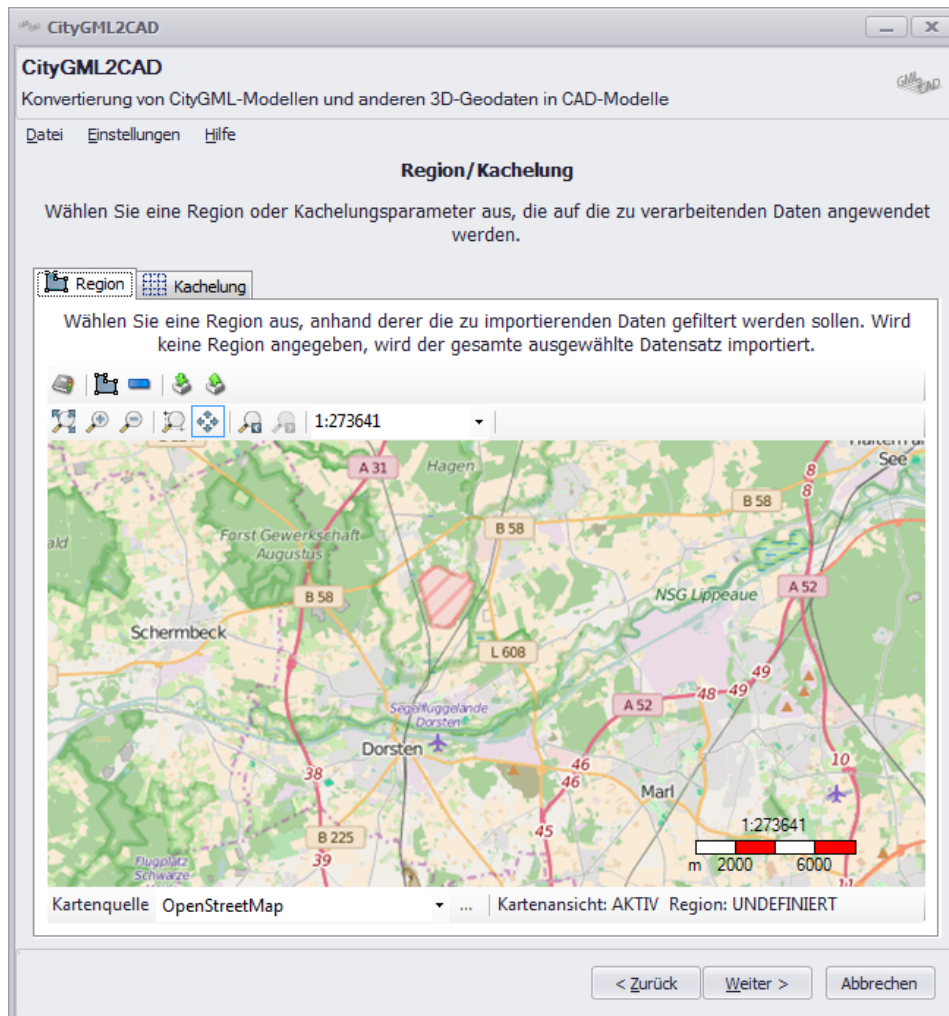 CityGML2CAD
CityGML2CAD
Konvertierung von CityGML-Modellen und anderen 3D-Geodaten in CAD-Modelle
Datei Einstellungen Hilfe
Region/Kachelung
Wählen Sie eine Region oder Kachelungsparameter aus, die auf die zu verarbeitenden Daten angewendet
werden.
Region Kachelung
Wählen Sie eine Region aus, anhand derer die zu importierenden Daten gefiltert werden sollen. Wird
keine Region angegeben, wird der gesamte ausgewählte Datensatz importiert.
1:273641
See
A 31
Hagen
8
8
B 58
B 58
Forst Gewerkschaft
Augustus
ald
B 58
NSG Lippeaue
A 52
Schermbeck
L 608
49
48 49
A 52
Segelfluggelände
Dorsten
Dorsten
46
46
10
38
Marl
1:273641
45
B 225
39
m 2000 6000
Flugplatz
Schwarze
11
Kartenquelle OpenStreetMap ... Kartenansicht: AKTIV Region: UNDEFINIERT
< Zurück Weiter > Abbrechen